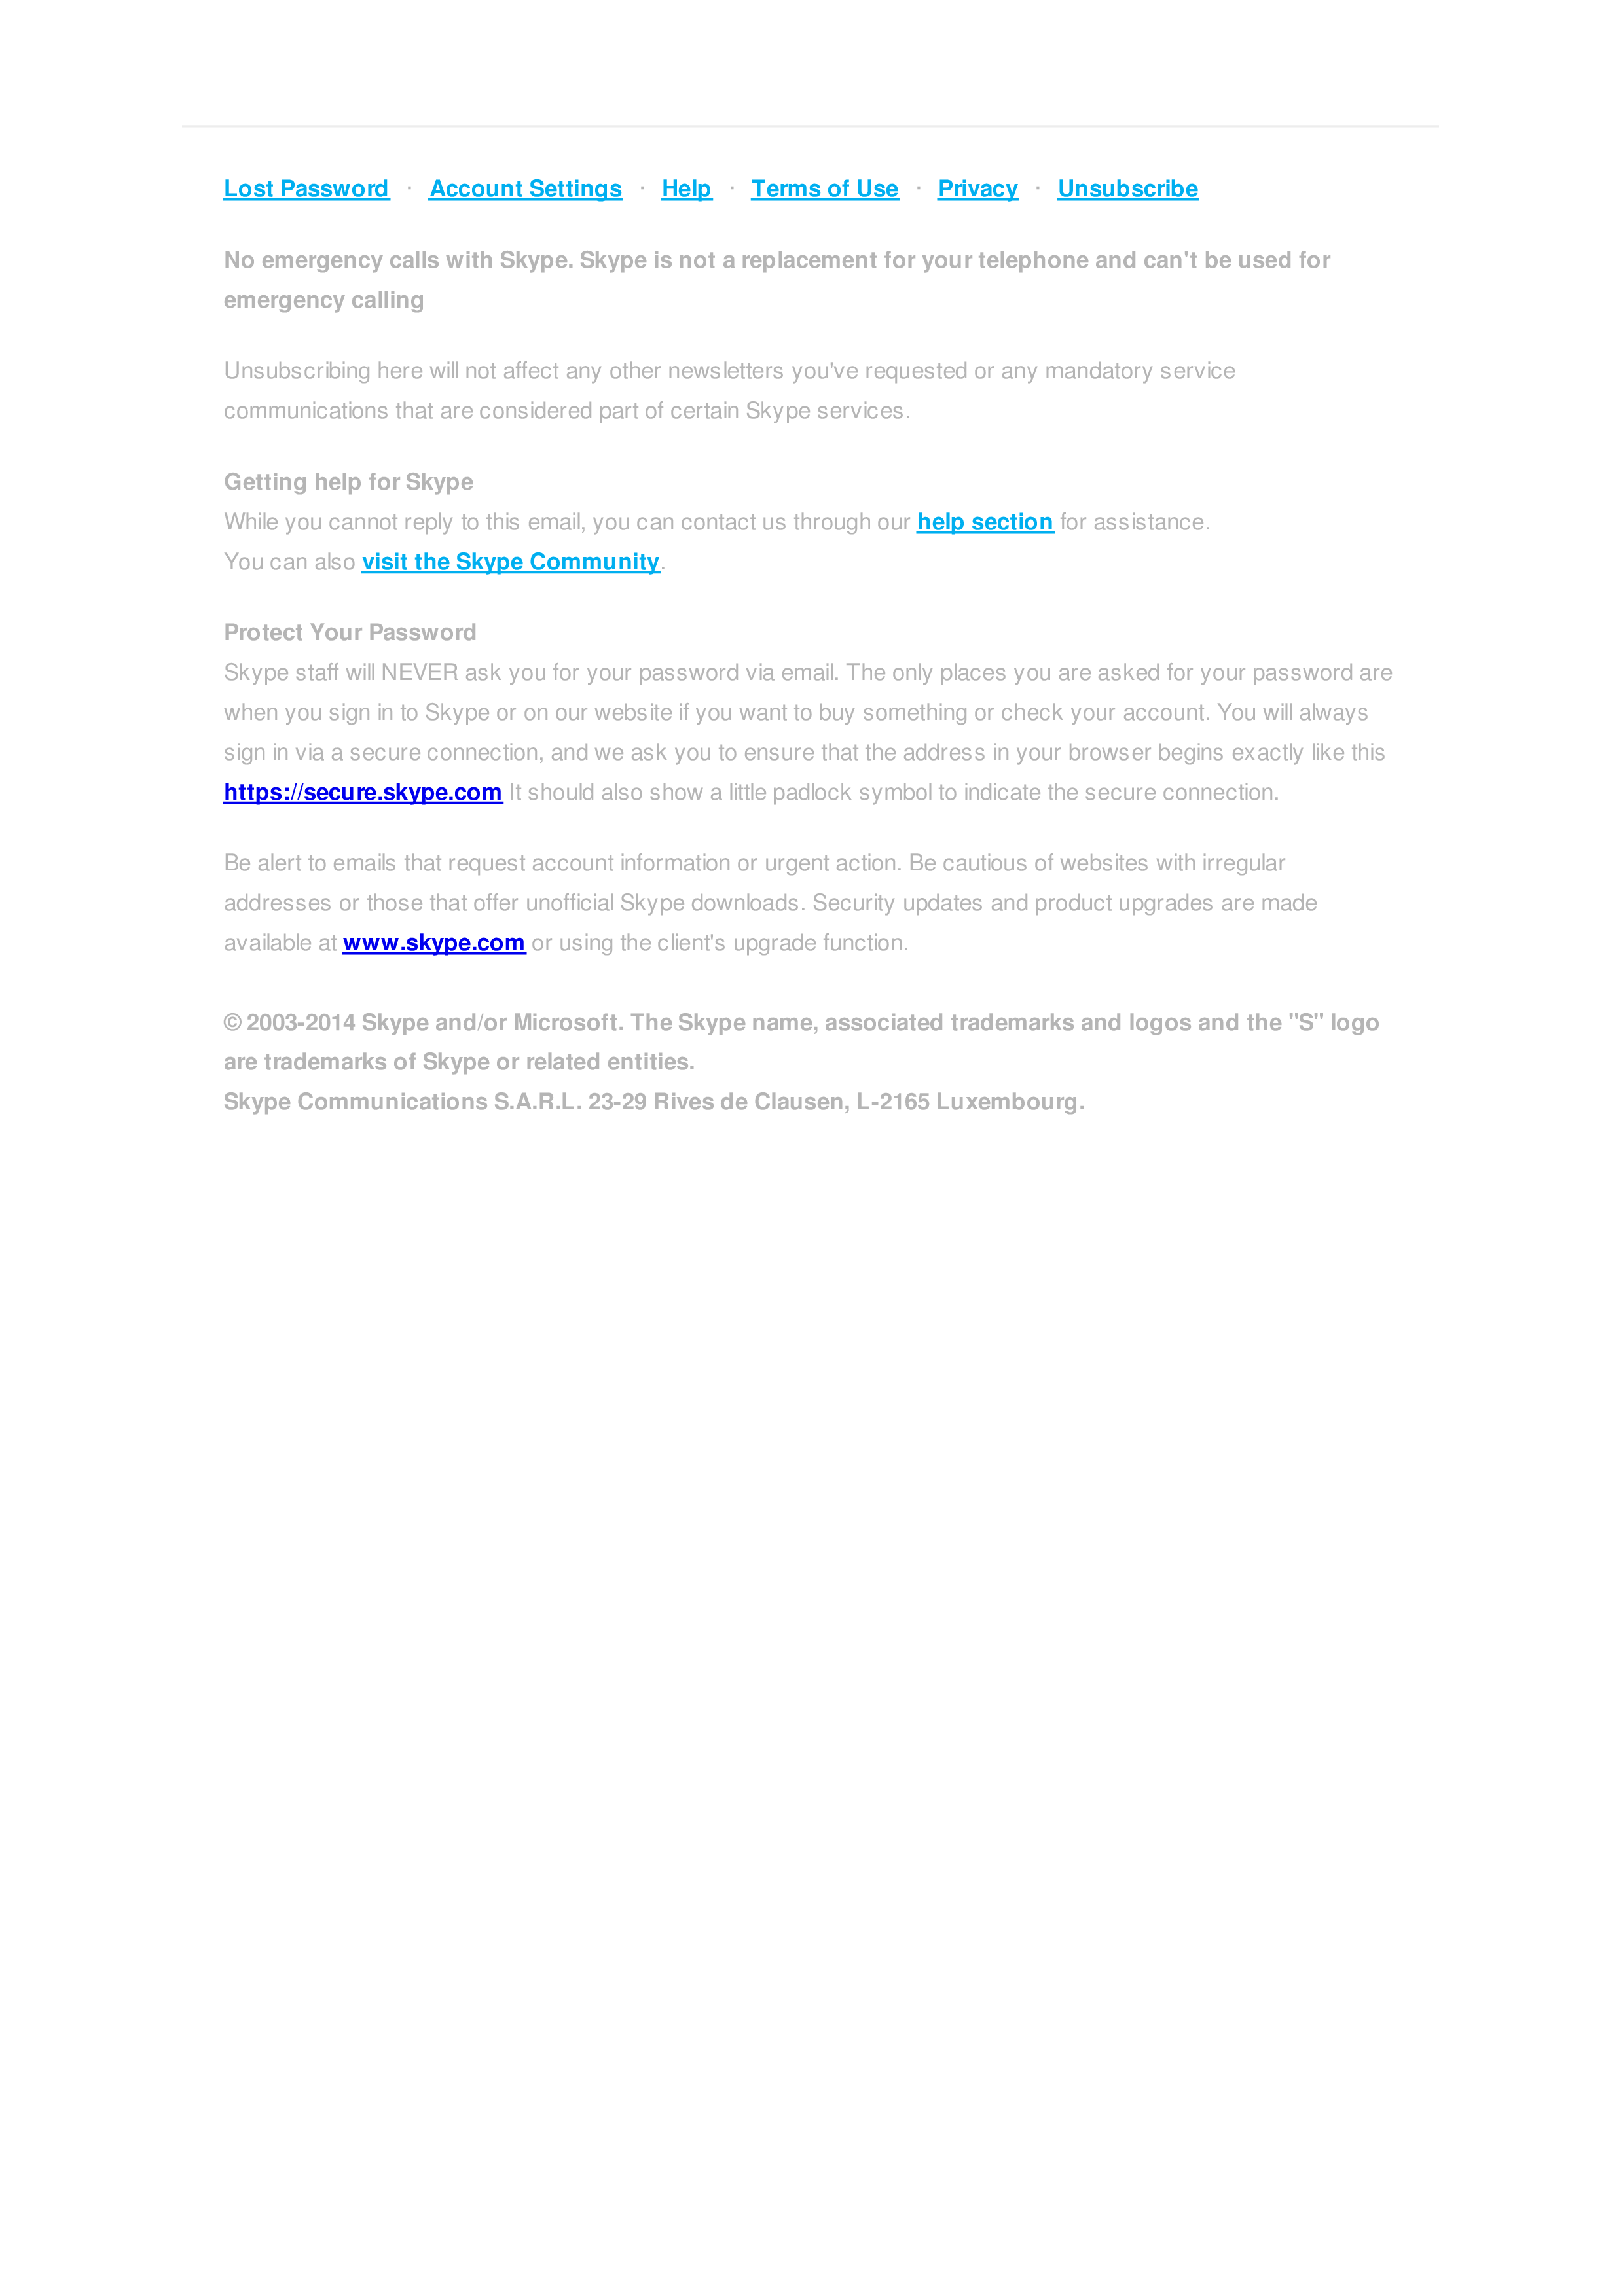 Lost Password · Account Settings · Help · Terms of Use · Privacy · Unsubscribe
No emergency calls with Skype. Skype is not a replacement for your telephone and can't be used for
emergency calling
Unsubscribing here will not affect any other newsletters you've requested or any mandatory service
communications that are considered part of certain Skype services.
Getting help for Skype
While you cannot reply to this email, you can contact us through our help section for assistance.
You can also visit the Skype Community.
Protect Your Password
Skype staff will NEVER ask you for your password via email. The only places you are asked for your password are
when you sign in to Skype or on our website if you want to buy something or check your account. You will always
sign in via a secure connection, and we ask you to ensure that the address in your browser begins exactly like this
https://secure.skype.com It should also show a little padlock symbol to indicate the secure connection.
Be alert to emails that request account information or urgent action. Be cautious of websites with irregular
addresses or those that offer unofficial Skype downloads. Security updates and product upgrades are made
available at www.skype.com or using the client's upgrade function.
© 2003-2014 Skype and/or Microsoft. The Skype name, associated trademarks and logos and the "S" logo
are trademarks of Skype or related entities.
Skype Communications S.A.R.L. 23-29 Rives de Clausen, L-2165 Luxembourg.